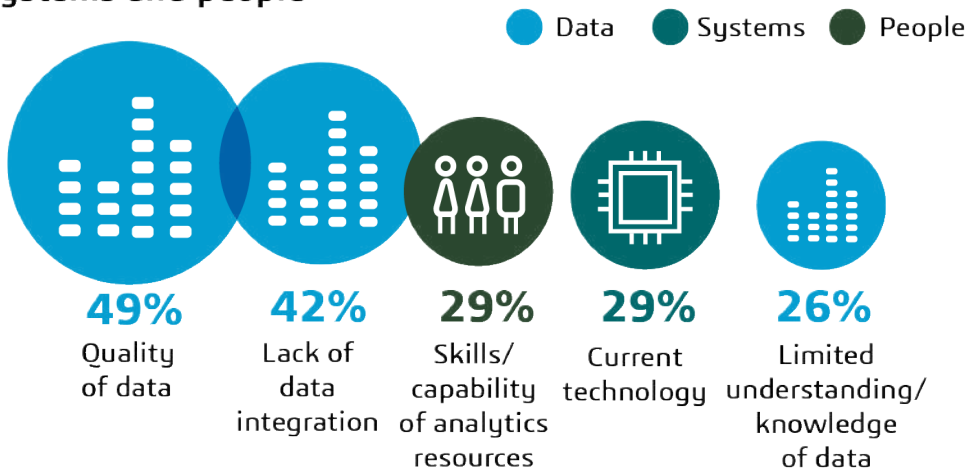 Data
Systems
People
49%
Quality
of data
42%
Lack of
data
integration
29%
Skills/
capability
of analytics
resources
29%
Current
technology
26%
Limited
understanding/
knowledge
of data